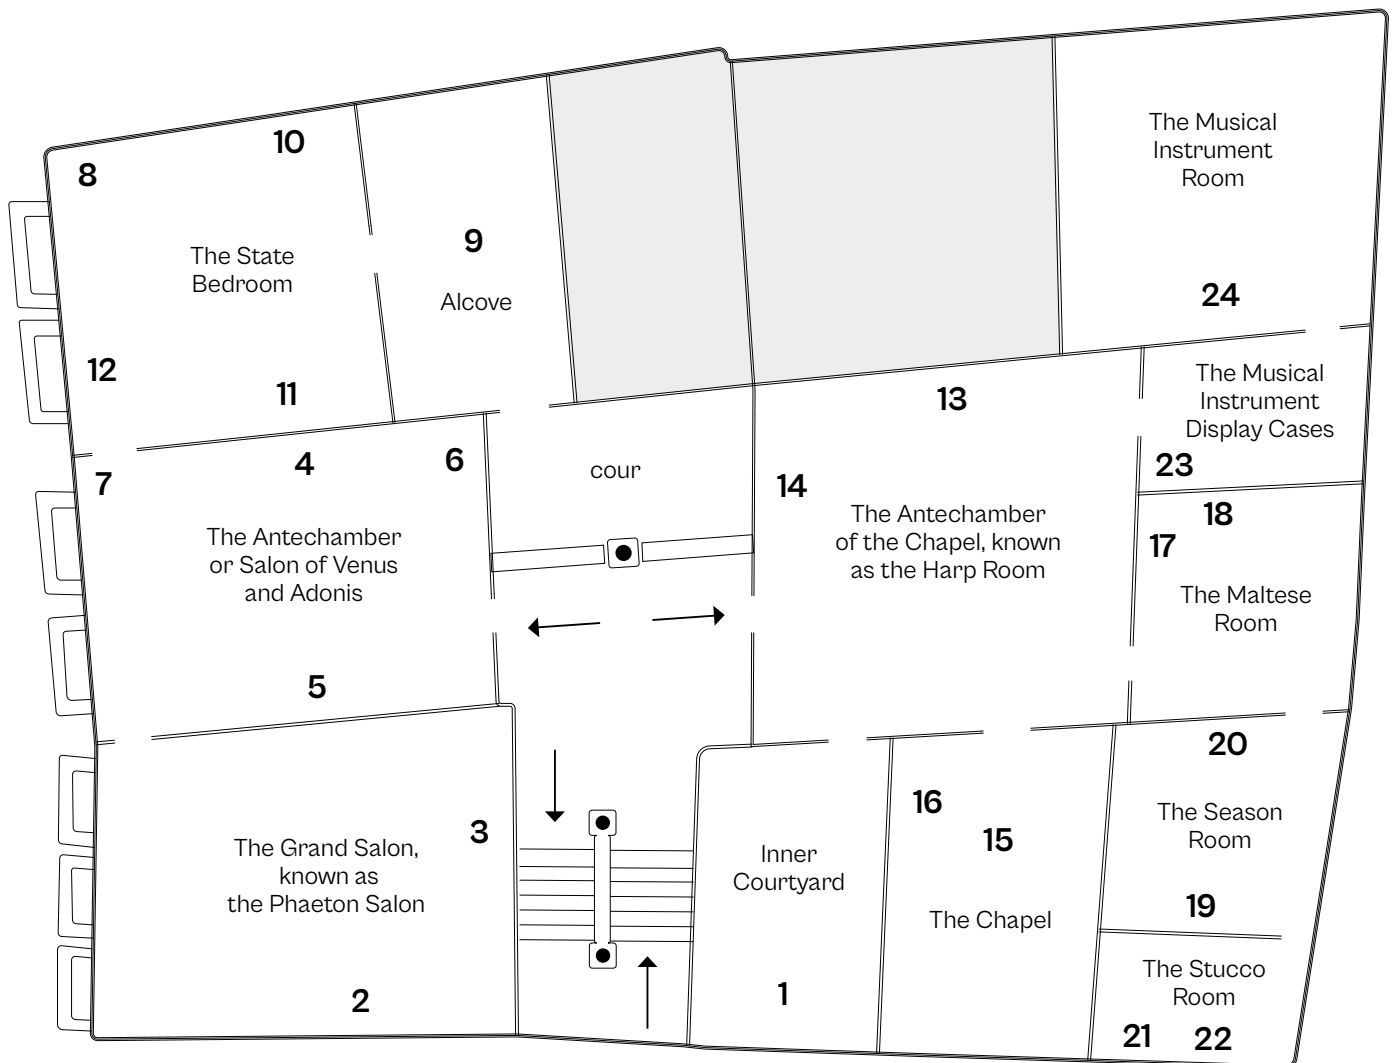 The Musical
Instrument
Room
24
8
10
The State
Bedroom
12
11
9
Alcove
7
4
6
The Antechamber
or Salon of Venus
and Adonis
5
cour
13
14
The Antechamber
of the Chapel, known
as the Harp Room
The Musical
Instrument
Display Cases
23
18
17
The Maltese
Room
3
The Grand Salon,
known as
the Phaeton Salon
2
Inner
Courtyard
1
16
15
The Chapel
20
The Season
Room
19
The Stucco
Room
21
22